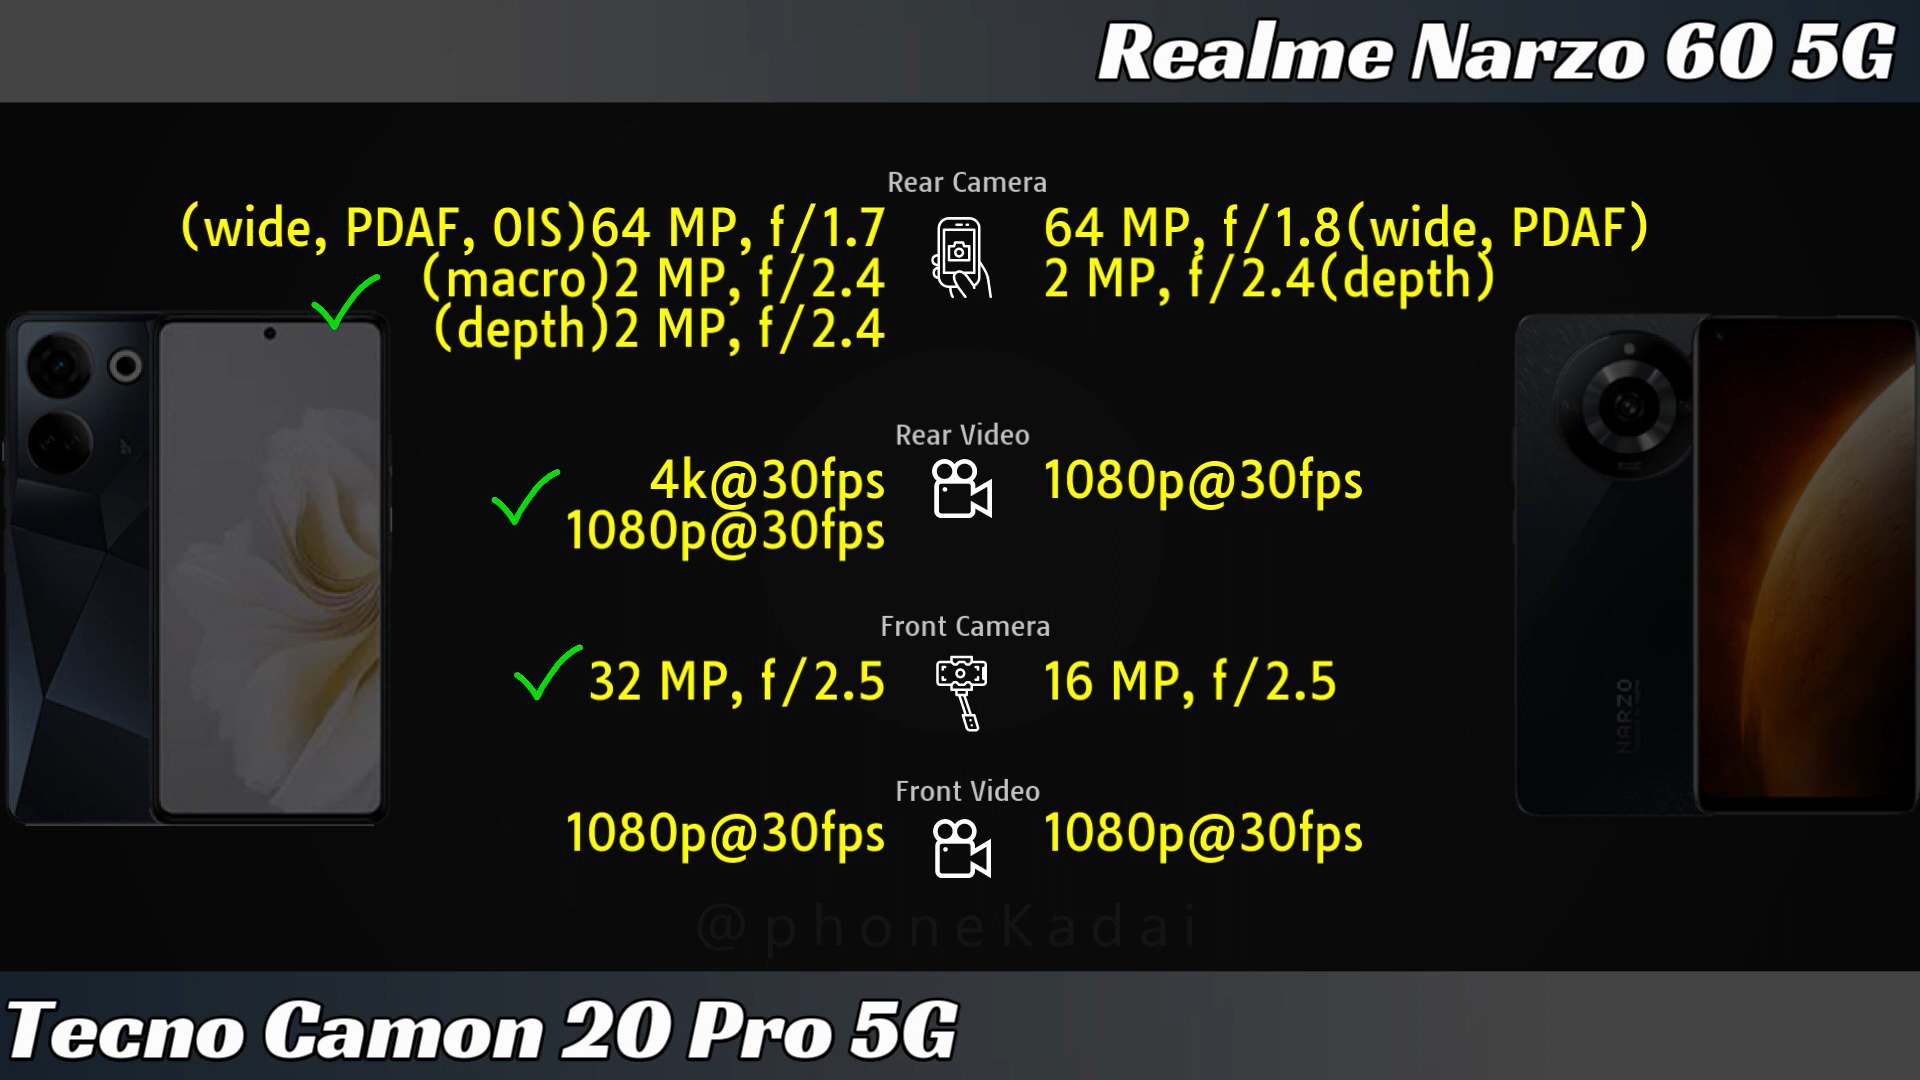 Realme Narzo 60 5G
Rear Camera
(wide, PDAF, OIS)64 MP, f/1.7
64 MP, f/1.8(wide, PDAF)
(macro)2 MP, f/2.4
2 MP, f/2.4(depth)
(depth)2 MP, f/2.4
Rear Video
4k@30fps
1080p@30fps
1080p@30fps
Front Camera
32 MP, f/2.5
16 MP, f/2.5
NARZO
Front Video
1080p@30fps
1080p@30fps
@phoneKadai
Tecno Camon 20 Pro 5G